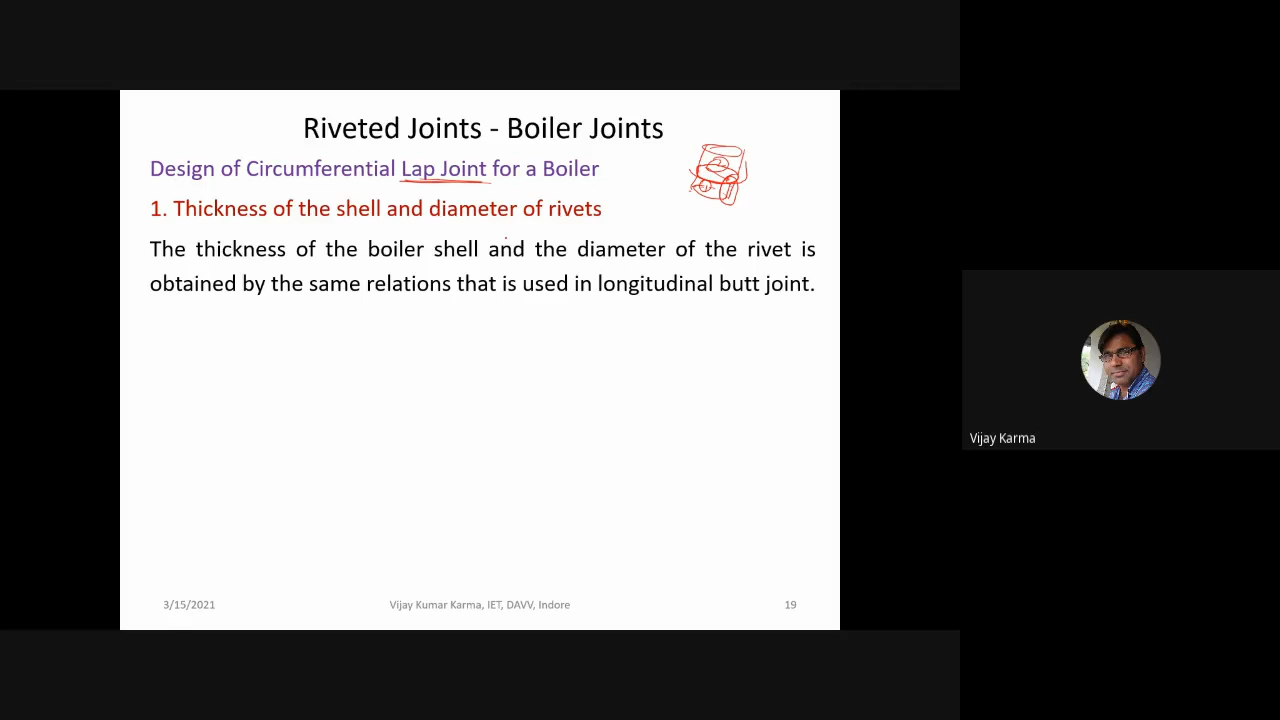 Riveted Joints - Boiler Joints
Design of Circumferential Lap Joint for a Boiler
1. Thickness of the shell and diameter of rivets
The thickness of the boiler shell and the diameter of the rivet is
obtained by the same relations that is used in longitudinal butt joint.
Vijay Karma
3/15/2021 Vijay Kumar Karma, IET, DAVV, Indore 19